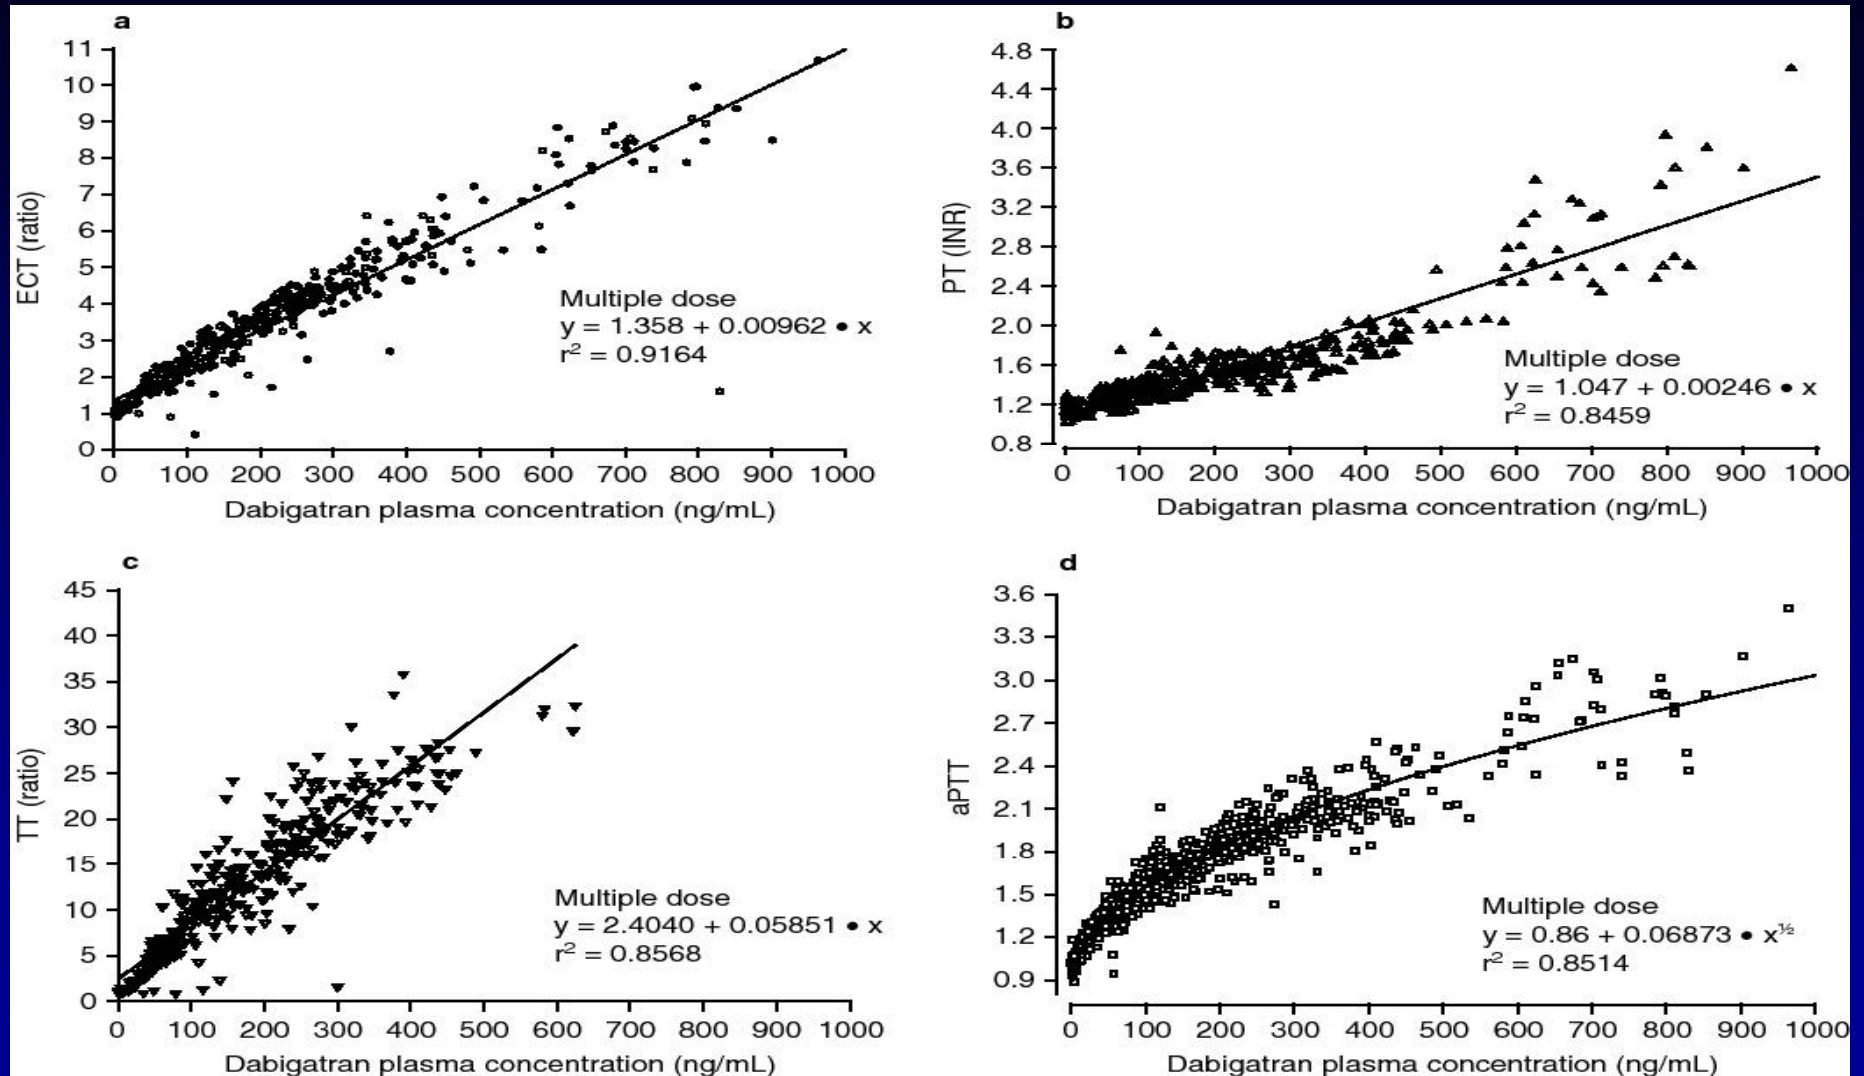 a
11
10
9
8
7
6
5
4
3
2
1
0
ECT (ratio)
Multiple dose
y = 1.358 + 0.00962 • x
r² = 0.9164
0 100 200 300 400 500 600 700 800 900 1000
Dabigatran plasma concentration (ng/mL)
b
4.8
4.4
4.0
3.6
3.2
2.8
2.4
2.0
1.6
1.2
0.8
PT (INR)
Multiple dose
y = 1.047 + 0.00246 • x
r² = 0.8459
0 100 200 300 400 500 600 700 800 900 1000
Dabigatran plasma concentration (ng/mL)
c
45
40
35
30
25
20
15
10
5
0
TT (ratio)
Multiple dose
y = 2.4040 + 0.05851 • x
r² = 0.8568
0 100 200 300 400 500 600 700 800 900 1000
Dabigatran plasma concentration (ng/mL)
d
3.6
3.3
3.0
2.7
2.4
2.1
1.8
1.5
1.2
0.9
aPTT
Multiple dose
y = 0.86 + 0.06873 • x½
r² = 0.8514
0 100 200 300 400 500 600 700 800 900 1000
Dabigatran plasma concentration (ng/mL)